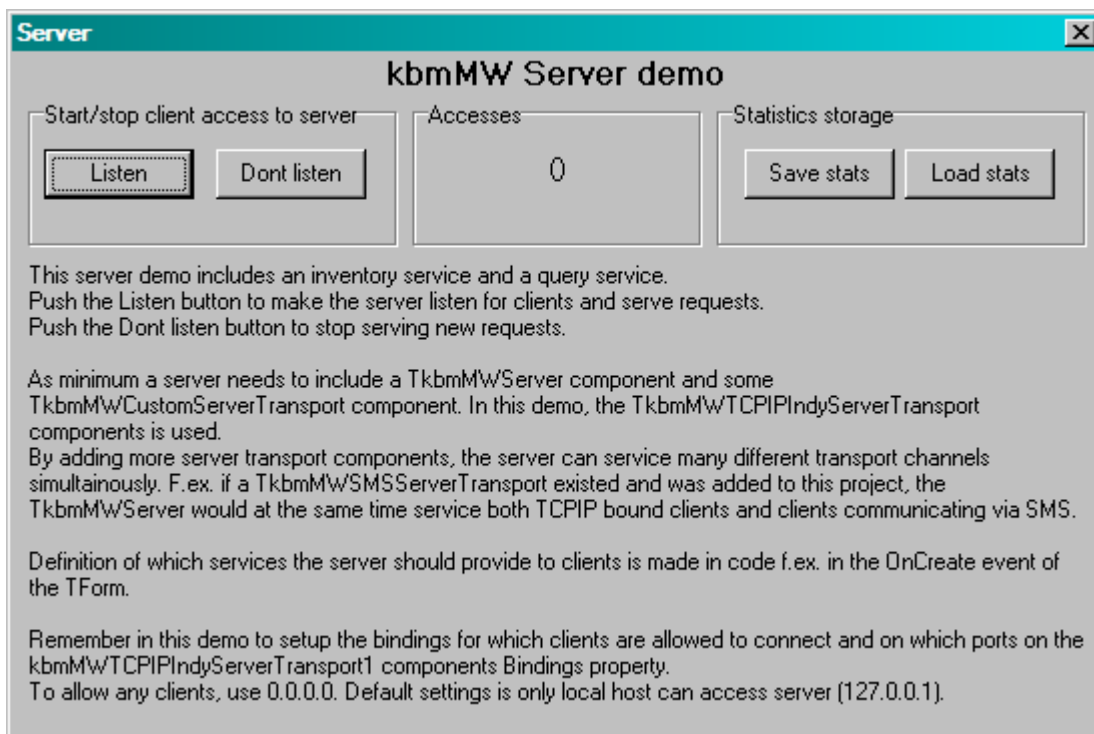 Server
kbmMW Server demo
Start/stop client access to server
Accesses
Statistics storage
Listen
Dont listen
0
Save stats
Load stats
This server demo includes an inventory service and a query service.
Push the Listen button to make the server listen for clients and serve requests.
Push the Dont listen button to stop serving new requests.
As minimum a server needs to include a TkbmMWServer component and some
TkbmMWCustomServerTransport component. In this demo, the TkbmMWTCPIPIndyServerTransport
components is used.
By adding more server transport components, the server can service many different transport channels
simultainously. F.ex. if a TkbmMWSMSServerTransport existed and was added to this project, the
TkbmMWServer would at the same time service both TCPIP bound clients and clients communicating via SMS.
Definition of which services the server should provide to clients is made in code f.ex. in the OnCreate event of
the TForm.
Remember in this demo to setup the bindings for which clients are allowed to connect and on which ports on the
kbmMWTCPIPIndyServerTransport1 components Bindings property.
To allow any clients, use 0.0.0.0. Default settings is only local host can access server (127.0.0.1).